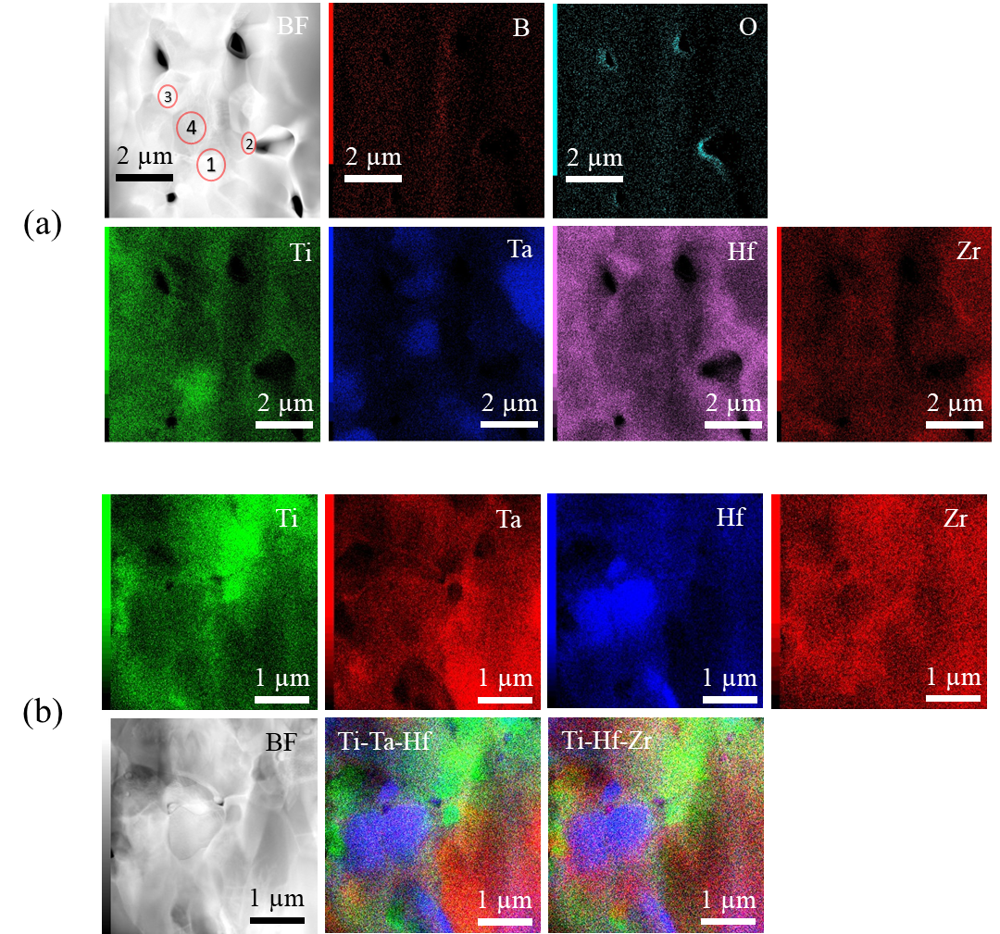 (a)
BF
3
4
2
1
2 µm
B
2 µm
O
2 µm
Ti
2 µm
Ta
2 µm
Hf
2 µm
Zr
2 µm
(b)
Ti
1 µm
Ta
1 µm
Hf
1 µm
Zr
1 µm
BF
1 µm
Ti-Ta-Hf
1 µm
Ti-Hf-Zr
1 µm